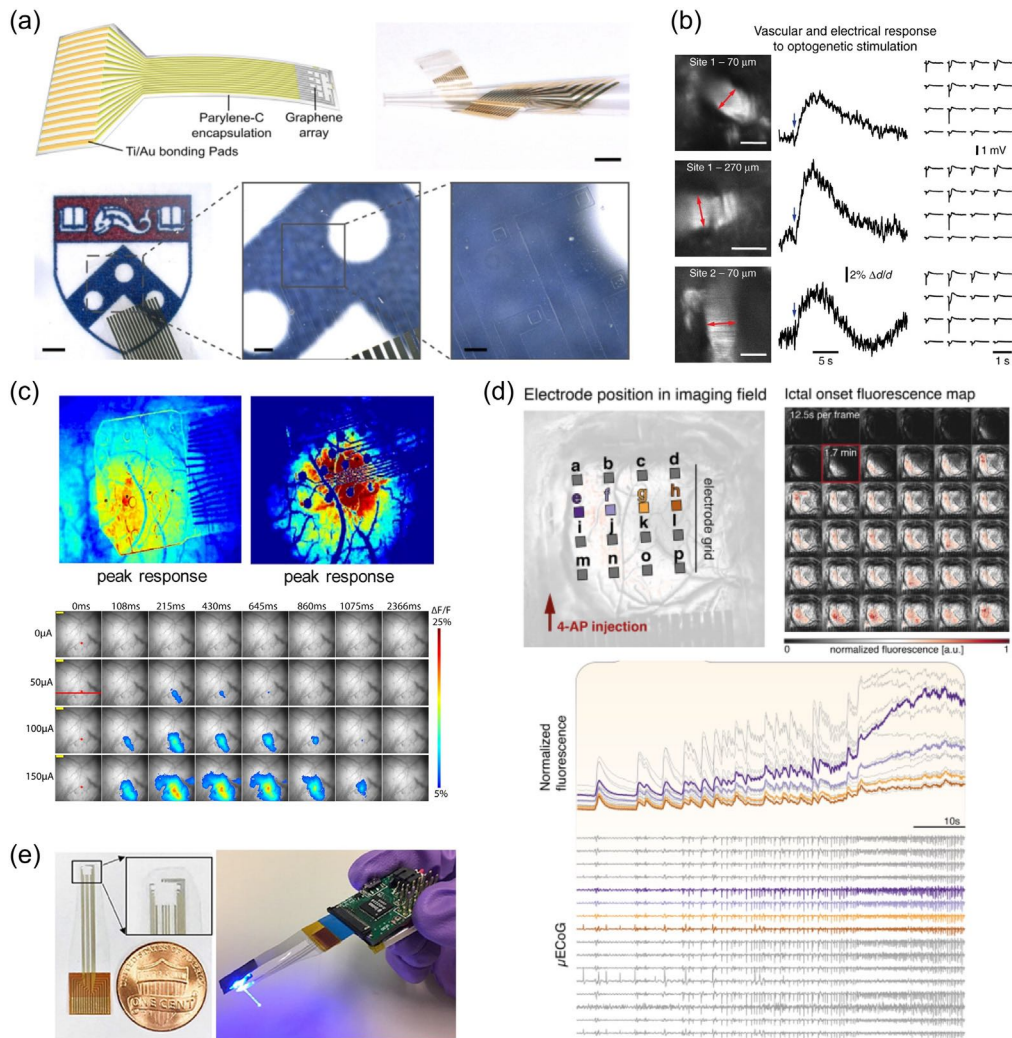 (a)
Parylene-C
encapsulation
Graphene
array
Ti/Au bonding Pads
(b)
Vascular and electrical response
to optogenetic stimulation
Site 1 – 70 μm
1 mV
Site 1 – 270 μm
2% Δd/d
Site 2 – 70 μm
5 s
1 s
(c)
peak response
peak response
0ms 108ms 215ms 430ms 645ms 860ms 1075ms 2366ms
ΔF/F
25%
0μA
50μA
100μA
150μA
5%
(d)
Electrode position in imaging field
a b c d
e f g h
i j k l
m n o p
electrode grid
4-AP injection
Ictal onset fluorescence map
12.5s per frame
1.7 min
0 1
normalized fluorescence [a.u.]
Normalized
fluorescence
10s
μECoG
(e)
ONE CENT